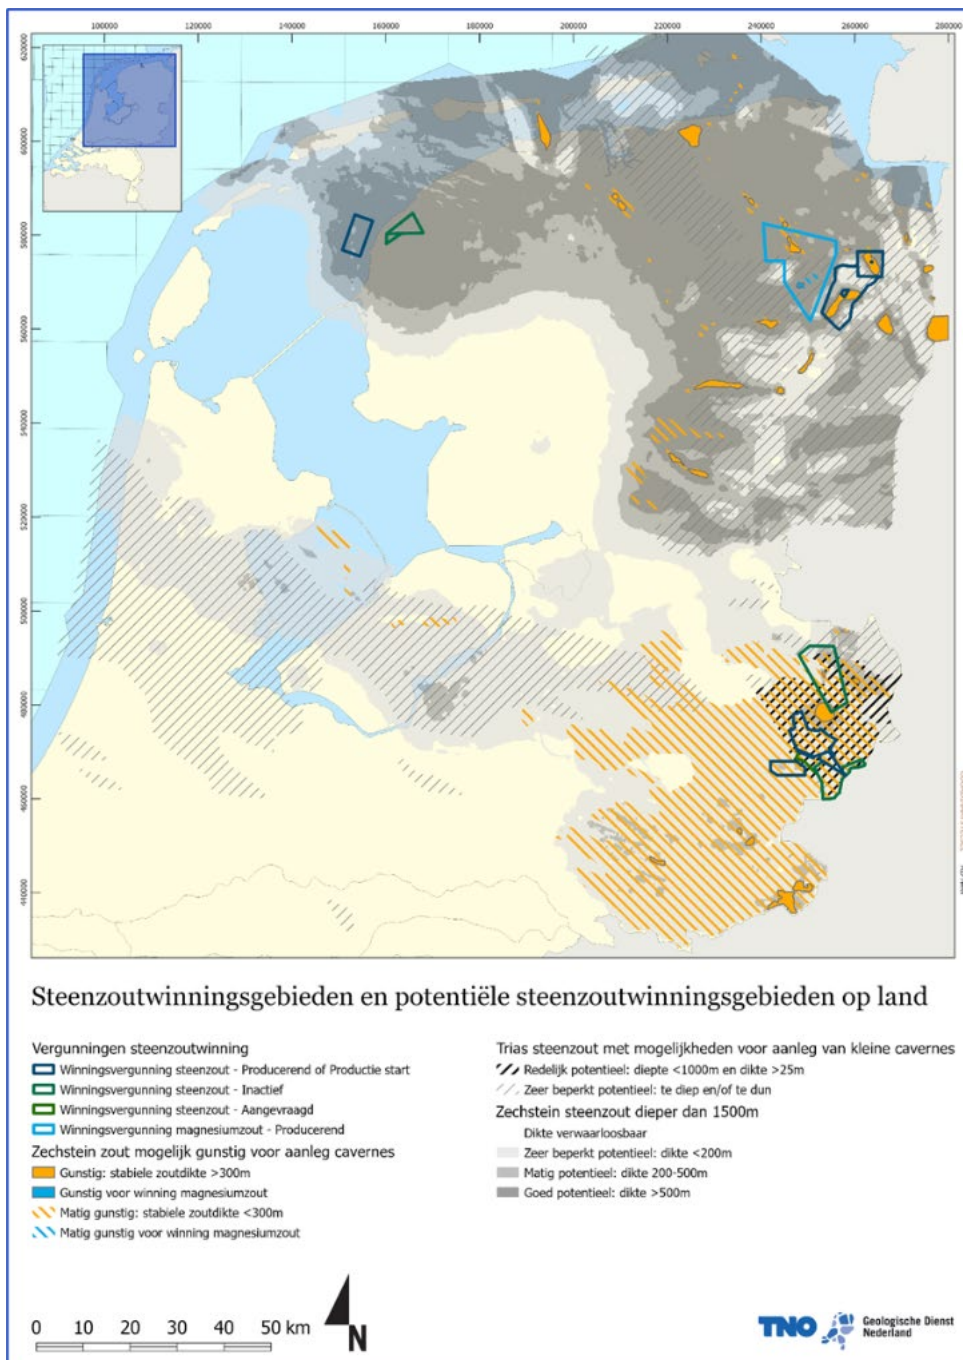 100000 120000 140000 160000 180000 200000 220000 240000 260000 280000
620000
600000
580000
560000
540000
520000
500000
480000
460000
440000
Steenzoutwinningsgebieden en potentiële steenzoutwinningsgebieden op land
Vergunningen steenzoutwinning
Winningsvergunning steenzout - Producerend of Productie start
Winningsvergunning steenzout - Inactief
Winningsvergunning steenzout - Aangevraagd
Winningsvergunning magnesiumzout - Producerend
Zechstein zout mogelijk gunstig voor aanleg cavernes
Gunstig: stabiele zoutdikte >300m
Gunstig voor winning magnesiumzout
Matig gunstig: stabiele zoutdikte <300m
Matig gunstig voor winning magnesiumzout
Trias steenzout met mogelijkheden voor aanleg van kleine cavernes
Redelijk potentieel: diepte <1000m en dikte >25m
Zeer beperkt potentieel: te diep en/of te dun
Zechstein steenzout dieper dan 1500m
Dikte verwaarloosbaar
Zeer beperkt potentieel: dikte <200m
Matig potentieel: dikte 200-500m
Goed potentieel: dikte >500m
0 10 20 30 40 50 km
N
TNO Geologische Dienst
Nederland